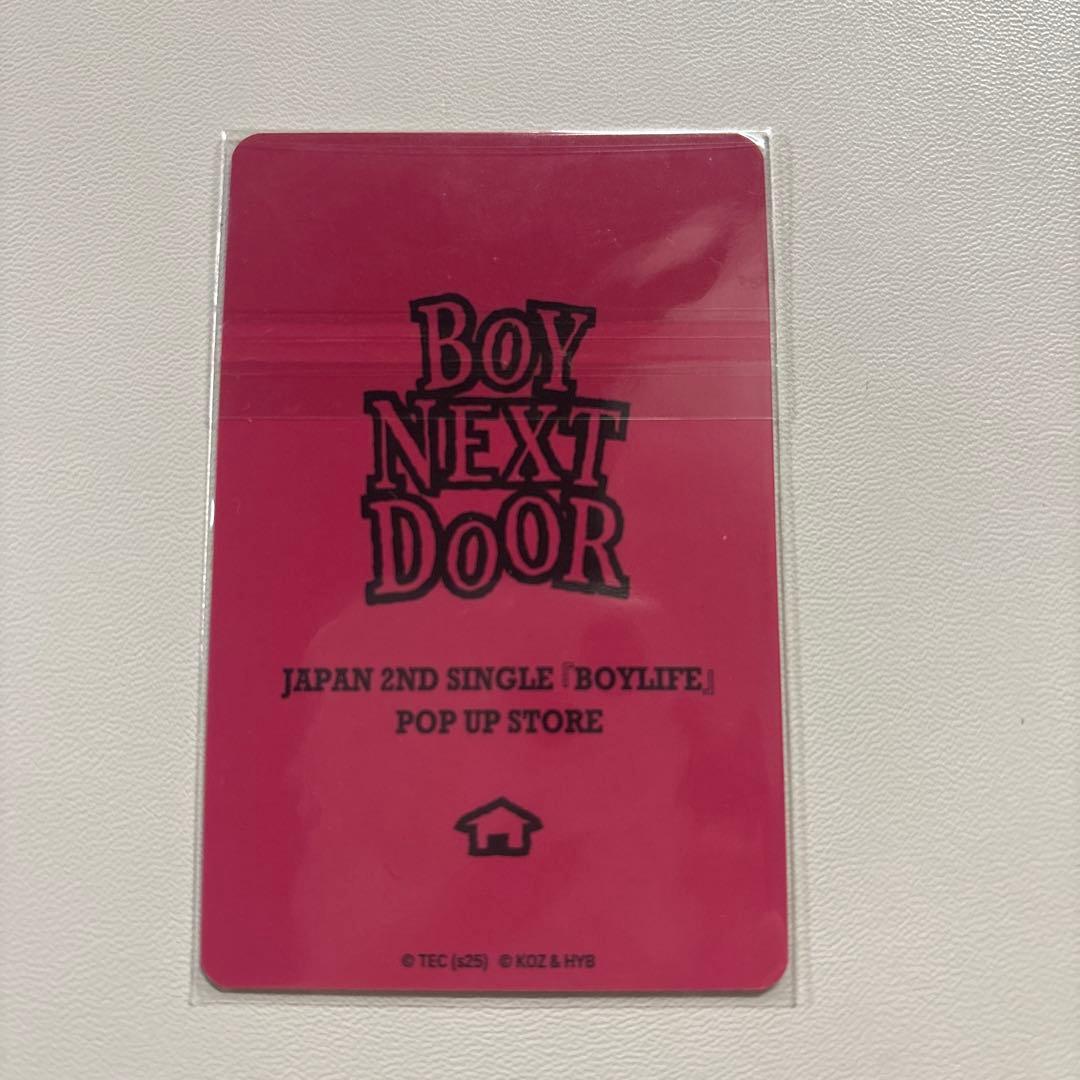 BOY
NEXT
DOOR
JAPAN 2ND SINGLE『BOYLIFE』
POP UP STORE
© TEC (s25) © KOZ & HYB